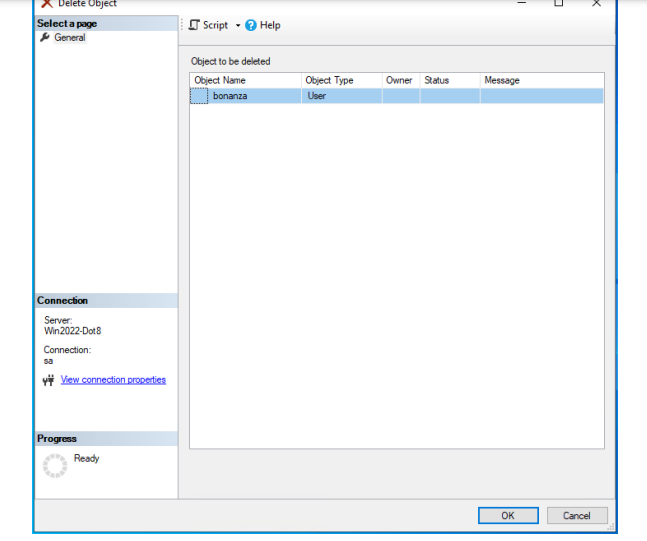 Delete Object
Select a page
General
Script Help
Object to be deleted
Object Name Object Type Owner Status Message
bonanza User
Connection
Server:
Win2022-Dot8
Connection:
sa
View connection properties
Progress
Ready
OK Cancel